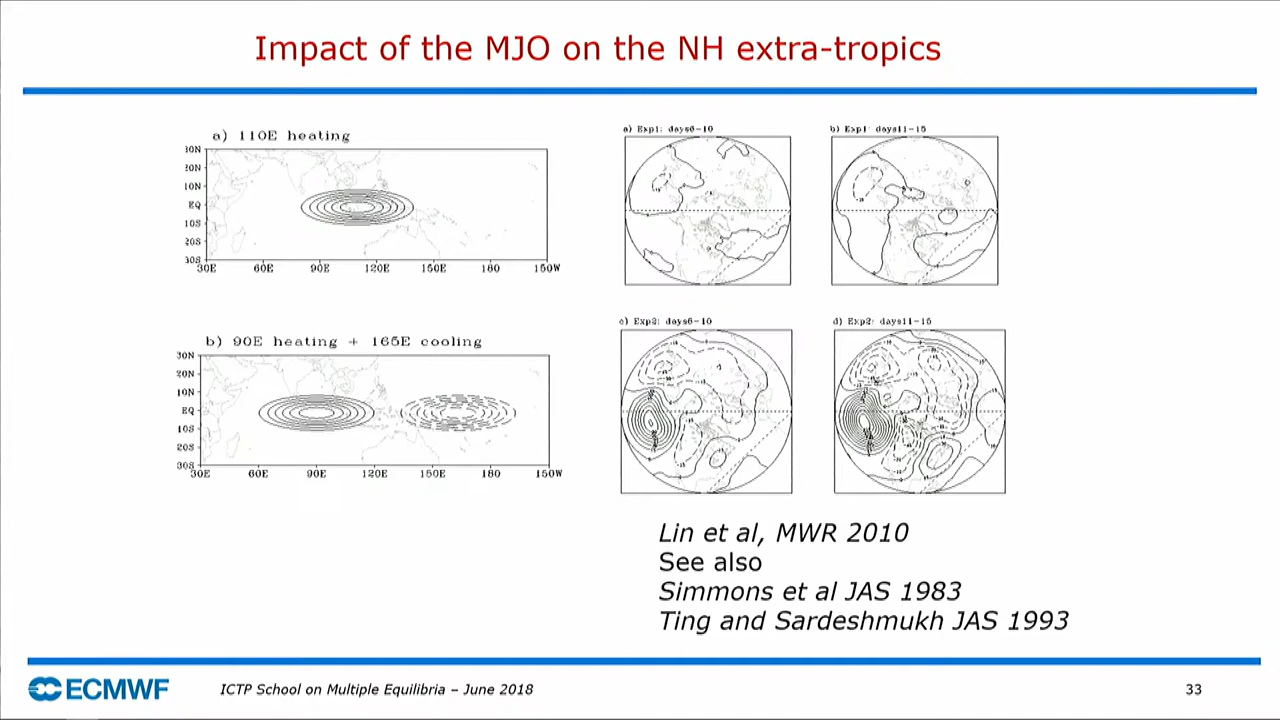 Impact of the MJO on the NH extra-tropics
a) 110E heating
30N
20N
10N
EQ
10S
20S
30S
30E 60E 90E 120E 150E 180 150W
a) Exp1: days6-10
b) Exp1: days11-15
b) 90E heating + 165E cooling
30N
20N
10N
EQ
10S
20S
30S
30E 60E 90E 120E 150E 180 150W
c) Exp2: days6-10
d) Exp2: days11-15
Lin et al, MWR 2010
See also
Simmons et al JAS 1983
Ting and Sardeshmukh JAS 1993
ECMWF
ICTP School on Multiple Equilibria – June 2018
33